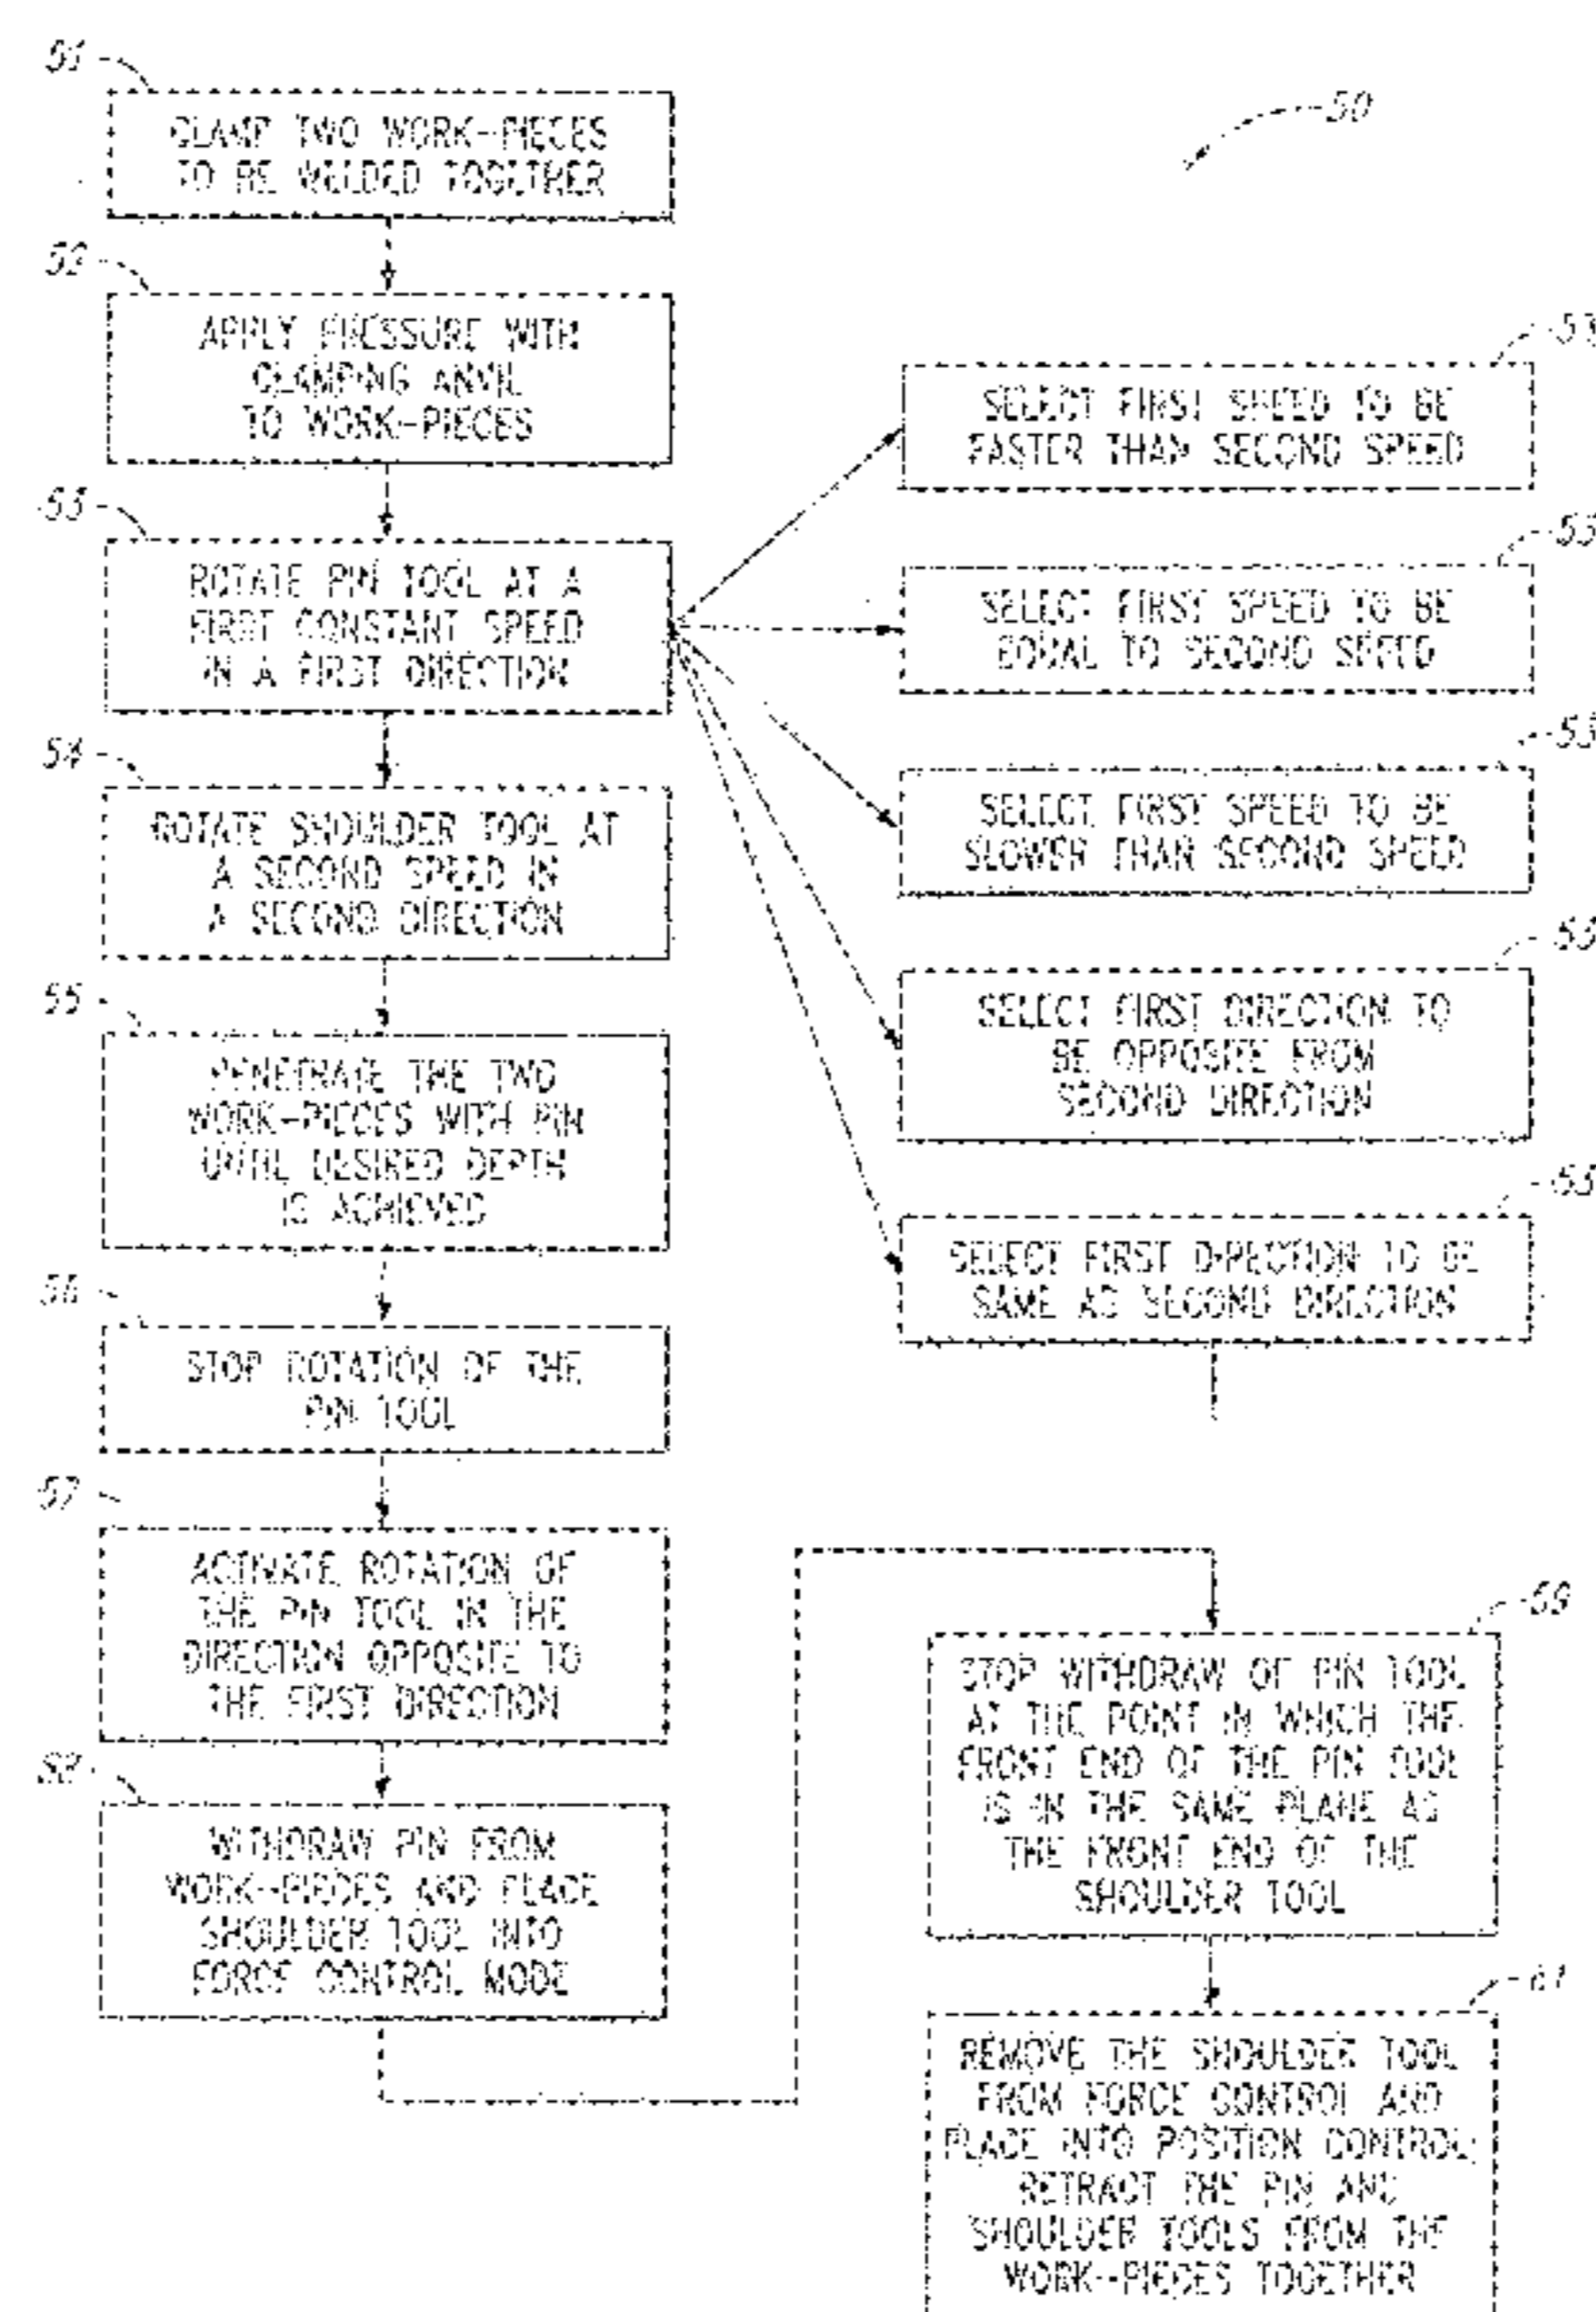 51
CLAMP TWO WORK-PIECES
TO BE WELDED TOGETHER
50
52
APPLY PRESSURE WITH
CLAMPING ANVIL
TO WORK-PIECES
53
ROTATE PIN TOOL AT A
FIRST CONSTANT SPEED
IN A FIRST DIRECTION
54
ROTATE SHOULDER TOOL AT
A SECOND SPEED IN
A SECOND DIRECTION
55
PENETRATE THE TWO
WORK-PIECES WITH PIN
UNTIL DESIRED DEPTH
IS ACHIEVED
56
STOP ROTATION OF THE
PIN TOOL
57
ACTIVATE ROTATION OF
THE PIN TOOL IN THE
DIRECTION OPPOSITE TO
THE FIRST DIRECTION
58
WITHDRAW PIN FROM
WORK-PIECES AND PLACE
SHOULDER TOOL INTO
FORCE CONTROL MODE
SELECT FIRST SPEED TO BE
FASTER THAN SECOND SPEED
SELECT FIRST SPEED TO BE
EQUAL TO SECOND SPEED
SELECT FIRST SPEED TO BE
SLOWER THAN SECOND SPEED
SELECT FIRST DIRECTION TO
BE OPPOSITE FROM
SECOND DIRECTION
SELECT FIRST DIRECTION TO BE
SAME AS SECOND DIRECTION
59
STOP WITHDRAW OF PIN TOOL
AT THE POINT IN WHICH THE
FRONT END OF THE PIN TOOL
IS IN THE SAME PLANE AS
THE FRONT END OF THE
SHOULDER TOOL
61
REMOVE THE SHOULDER TOOL
FROM FORCE CONTROL AND
PLACE INTO POSITION CONTROL;
RETRACT THE PIN AND
SHOULDER TOOLS FROM THE
WORK-PIECES TOGETHER